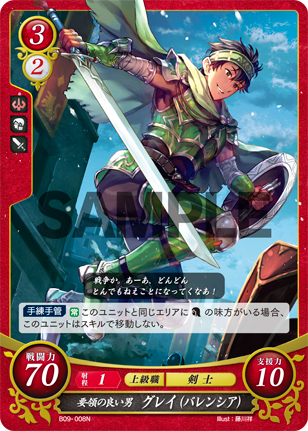 3
2
SAMPLE
戦争か。あーあ。どんどん
とんでもねえことになってくなあ！
手練手管 常 このユニットと同じエリアに の味方がいる場合、
このユニットはスキルで移動しない。
戦闘力 70
射程 1 上級職 剣士
支援力 10
要領の良い男 グレイ(バレンシア)
B09-008N
Illust:藤川祥